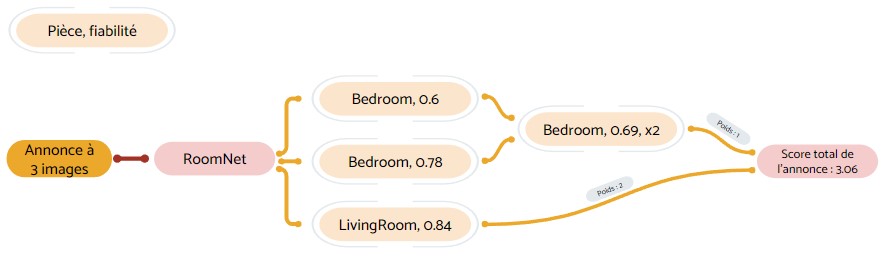 Pièce, fiabilité
Annonce à
3 images
RoomNet
Bedroom, 0.6
Bedroom, 0.78
LivingRoom, 0.84
Bedroom, 0.69, x2
Poids : 1
Poids : 2
Score total de
l'annonce : 3.06